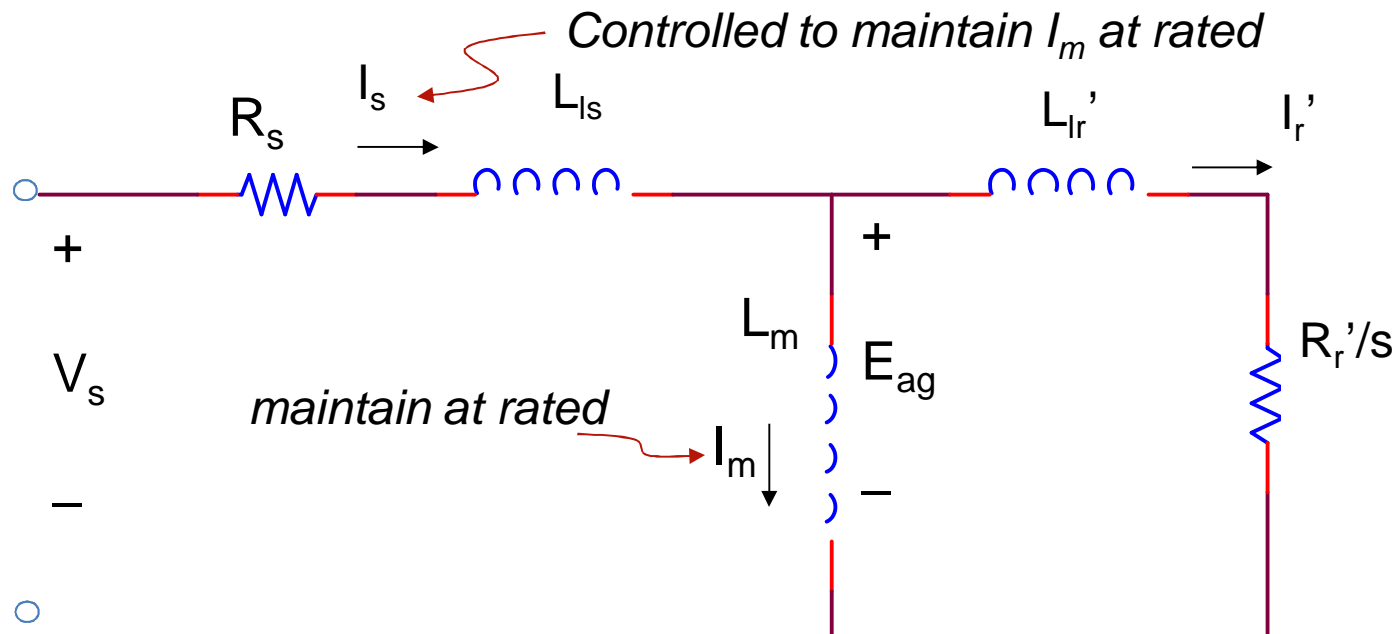 Controlled to maintain Im at rated
Is
Lls
Llr’
Ir’
Rs
+
+
Lm
Eag
Rr’/s
Vs
maintain at rated
Im
–
–